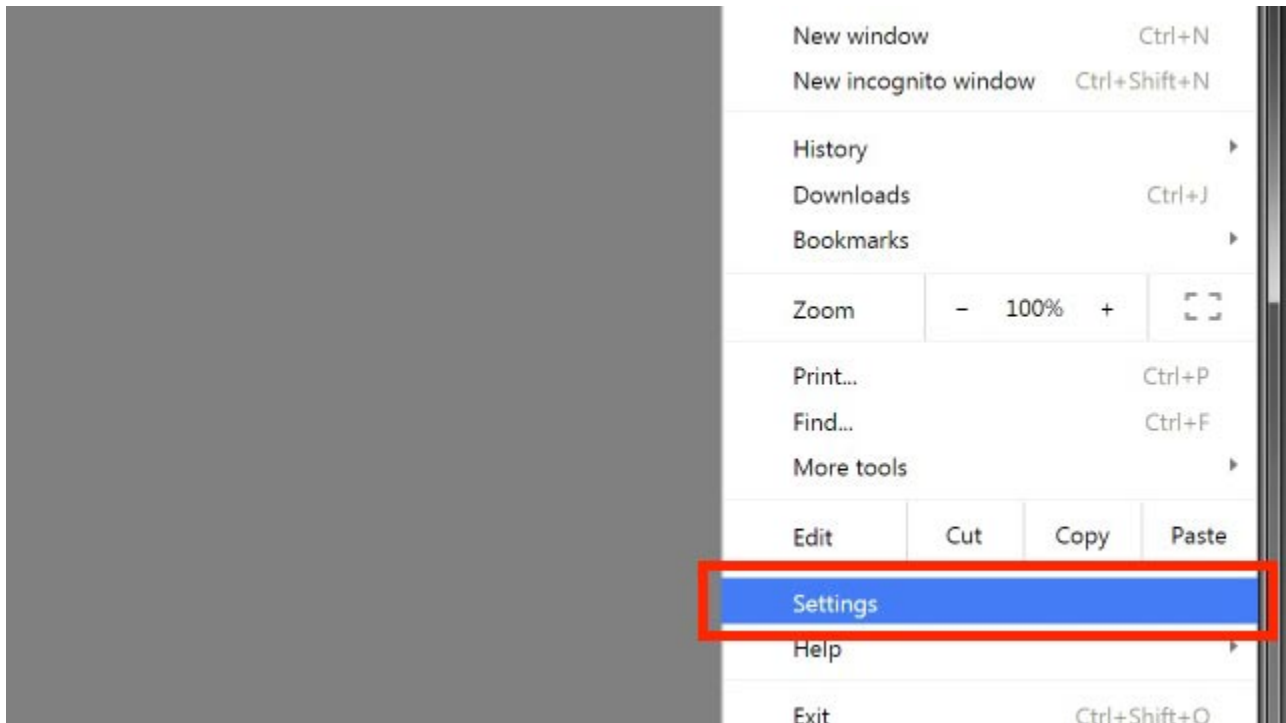 New window Ctrl+N
New incognito window Ctrl+Shift+N
History
Downloads Ctrl+J
Bookmarks
Zoom - 100% +
Print... Ctrl+P
Find... Ctrl+F
More tools
Edit Cut Copy Paste
Settings
Help
Exit Ctrl+Shift+Q